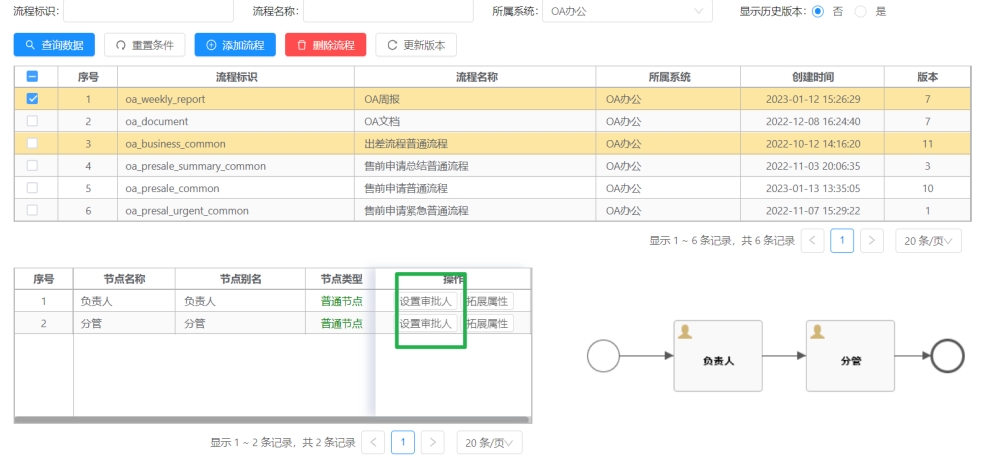 流程标识: 流程名称: 所属系统: OA办公 显示历史版本: 否 是
查询数据 重置条件 添加流程 删除流程 更新版本
序号 流程标识 流程名称 所属系统 创建时间 版本
1 oa_weekly_report OA周报 OA办公 2023-01-12 15:26:29 7
2 oa_document OA文档 OA办公 2022-12-08 16:24:40 7
3 oa_business_common 出差流程普通流程 OA办公 2022-10-12 14:16:20 11
4 oa_presale_summary_common 售前申请总结普通流程 OA办公 2022-11-03 20:06:35 3
5 oa_presale_common 售前申请普通流程 OA办公 2023-01-13 13:35:05 10
6 oa_presal_urgent_common 售前申请紧急普通流程 OA办公 2022-11-07 15:29:22 1
显示 1 ~ 6 条记录，共 6 条记录 < 1 > 20 条/页
序号 节点名称 节点别名 节点类型 操作
1 负责人 负责人 普通节点 设置审批人 拓展属性
2 分管 分管 普通节点 设置审批人 拓展属性
负责人 分管
显示 1 ~ 2 条记录，共 2 条记录 < 1 > 20 条/页